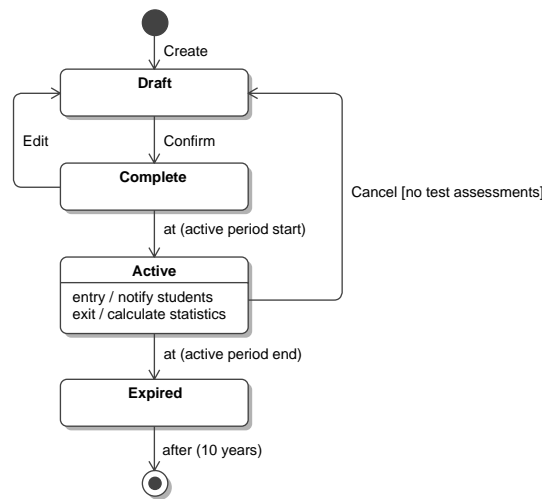 Create
Draft
Edit
Confirm
Complete
Cancel [no test assessments]
at (active period start)
Active
entry / notify students
exit / calculate statistics
at (active period end)
Expired
after (10 years)